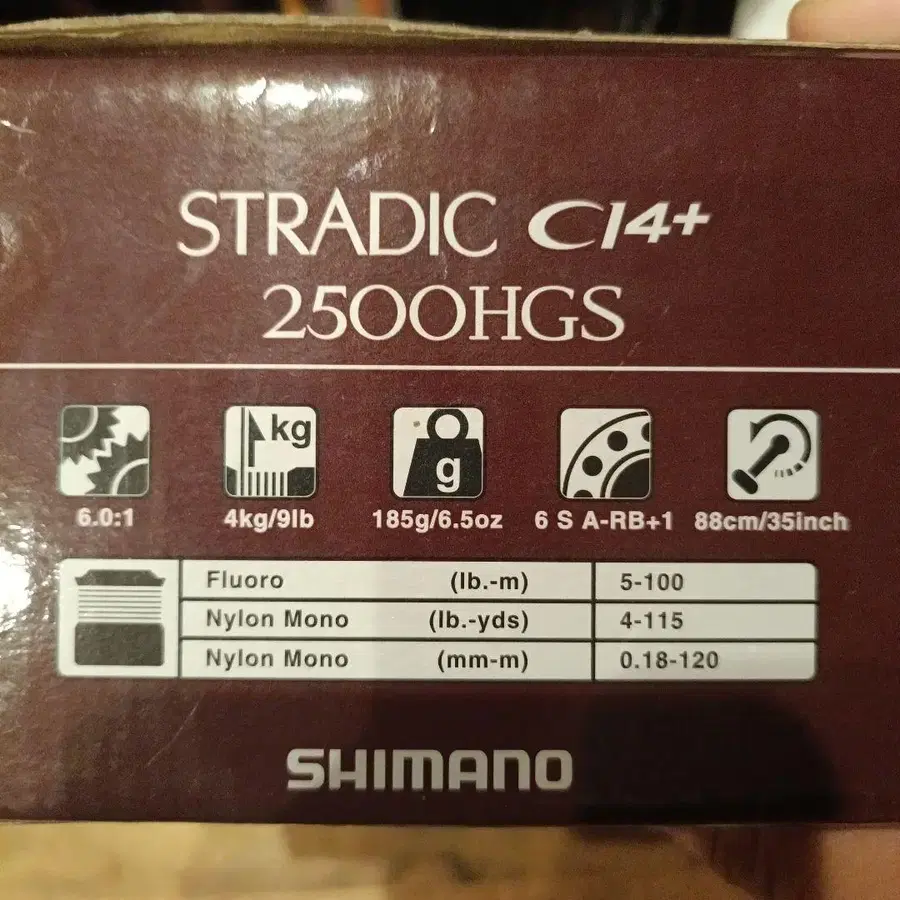 STRADIC CI4+
2500HGS
kg
g
6.0:1 4kg/9lb 185g/6.5oz 6 S A-RB+1 88cm/35inch
Fluoro (lb.-m) 5-100
Nylon Mono (lb.-yds) 4-115
Nylon Mono (mm-m) 0.18-120
SHIMANO